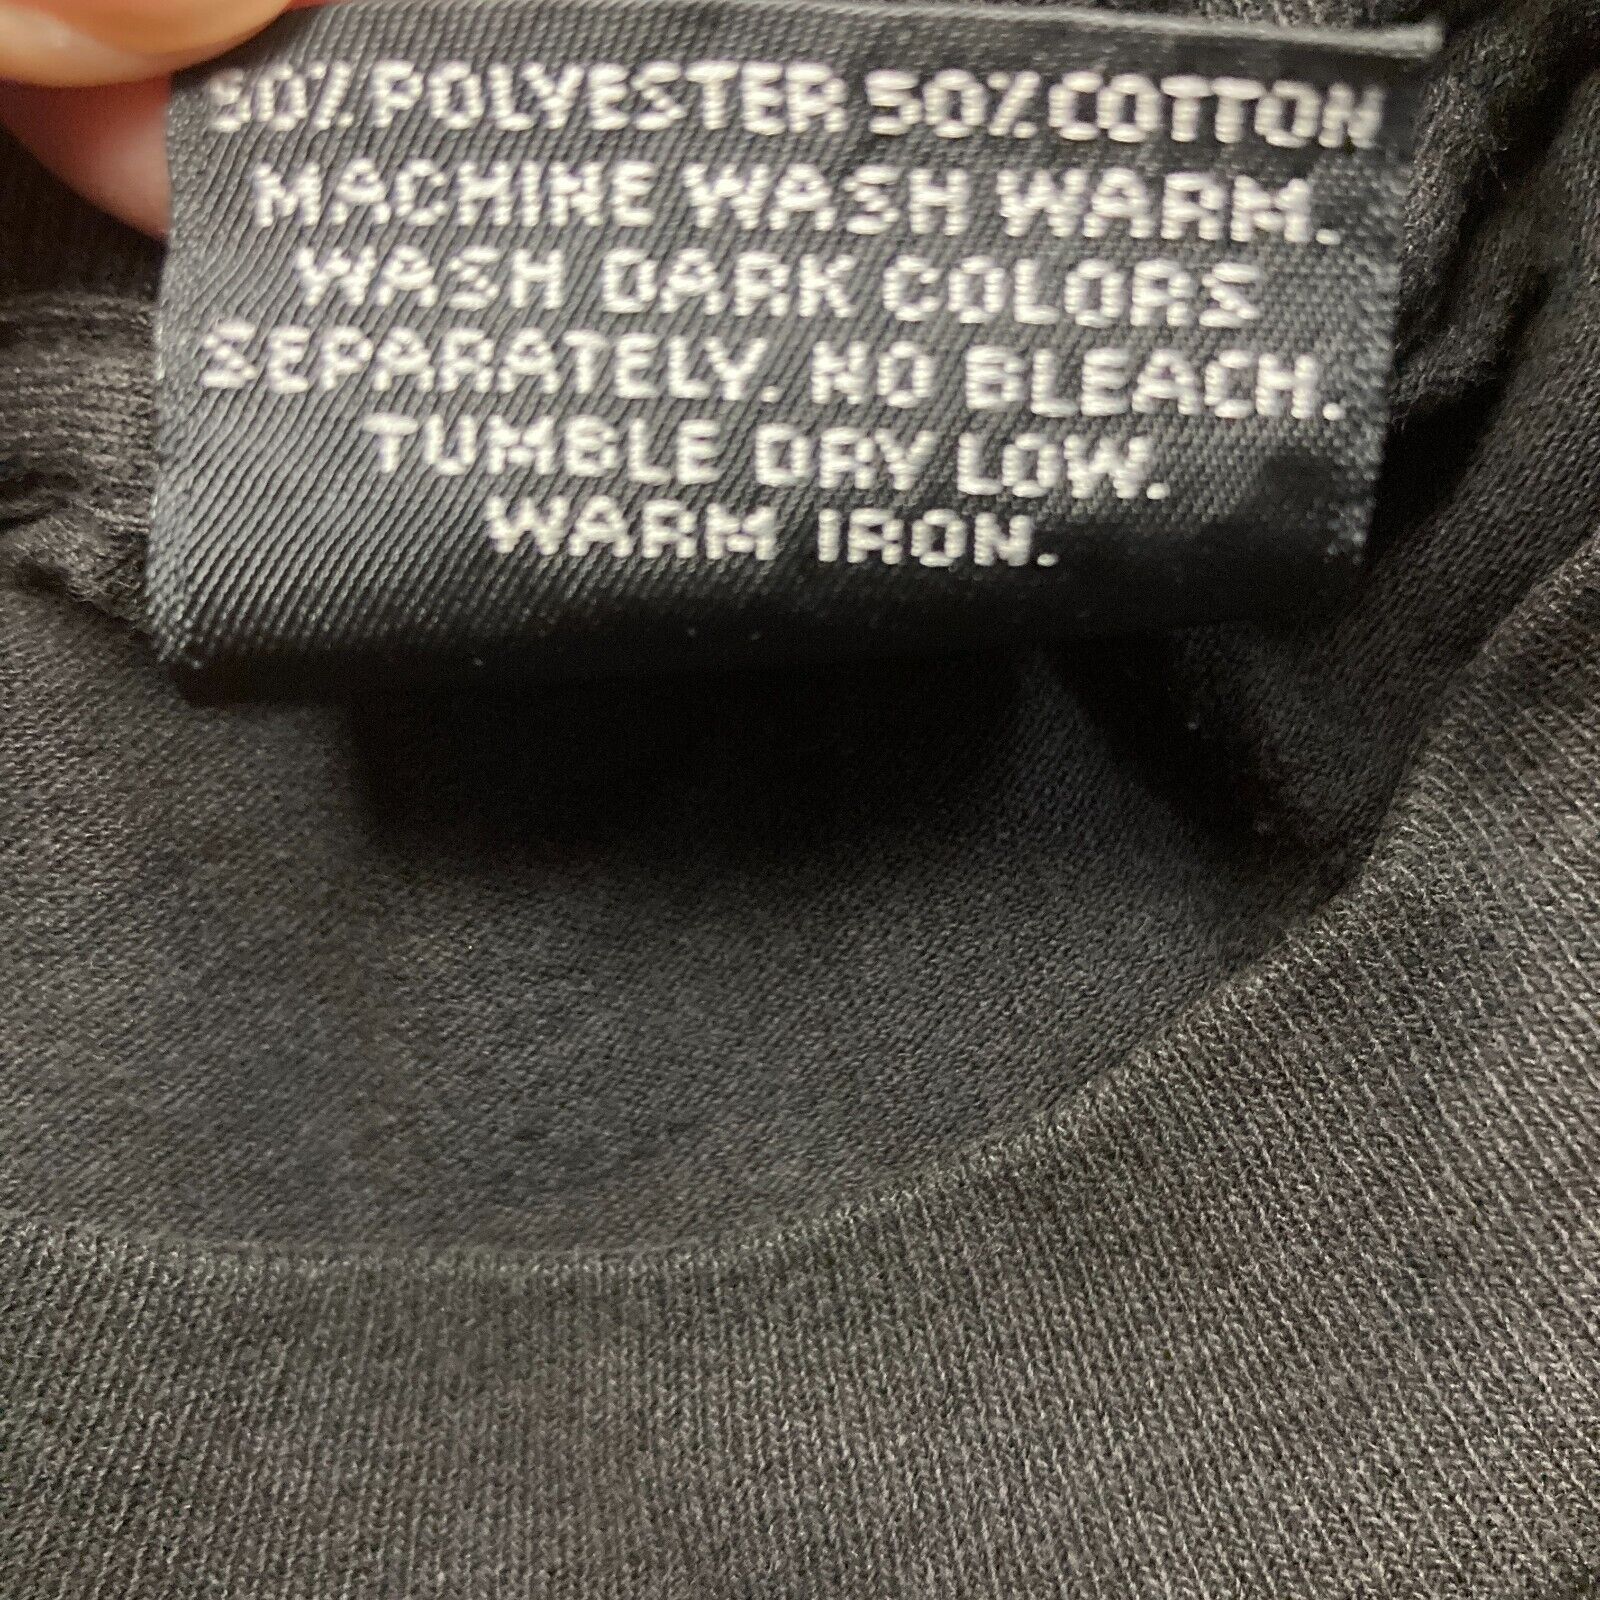 50% POLYESTER 50% COTTON
MACHINE WASH WARM.
WASH DARK COLORS
SEPARATELY. NO BLEACH.
TUMBLE DRY LOW.
WARM IRON.